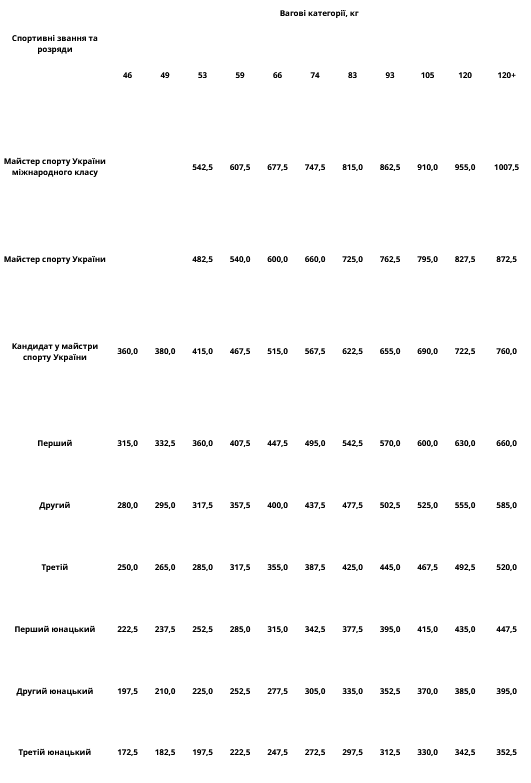 Вагові категорії, кг
Спортивні звання та
розряди
46 49 53 59 66 74 83 93 105 120 120+
Майстер спорту України
міжнародного класу
542,5 607,5 677,5 747,5 815,0 862,5 910,0 955,0 1007,5
Майстер спорту України 482,5 540,0 600,0 660,0 725,0 762,5 795,0 827,5 872,5
Кандидат у майстри
спорту України
360,0 380,0 415,0 467,5 515,0 567,5 622,5 655,0 690,0 722,5 760,0
Перший 315,0 332,5 360,0 407,5 447,5 495,0 542,5 570,0 600,0 630,0 660,0
Другий 280,0 295,0 317,5 357,5 400,0 437,5 477,5 502,5 525,0 555,0 585,0
Третій 250,0 265,0 285,0 317,5 355,0 387,5 425,0 445,0 467,5 492,5 520,0
Перший юнацький 222,5 237,5 252,5 285,0 315,0 342,5 377,5 395,0 415,0 435,0 447,5
Другий юнацький 197,5 210,0 225,0 252,5 277,5 305,0 335,0 352,5 370,0 385,0 395,0
Третій юнацький 172,5 182,5 197,5 222,5 247,5 272,5 297,5 312,5 330,0 342,5 352,5